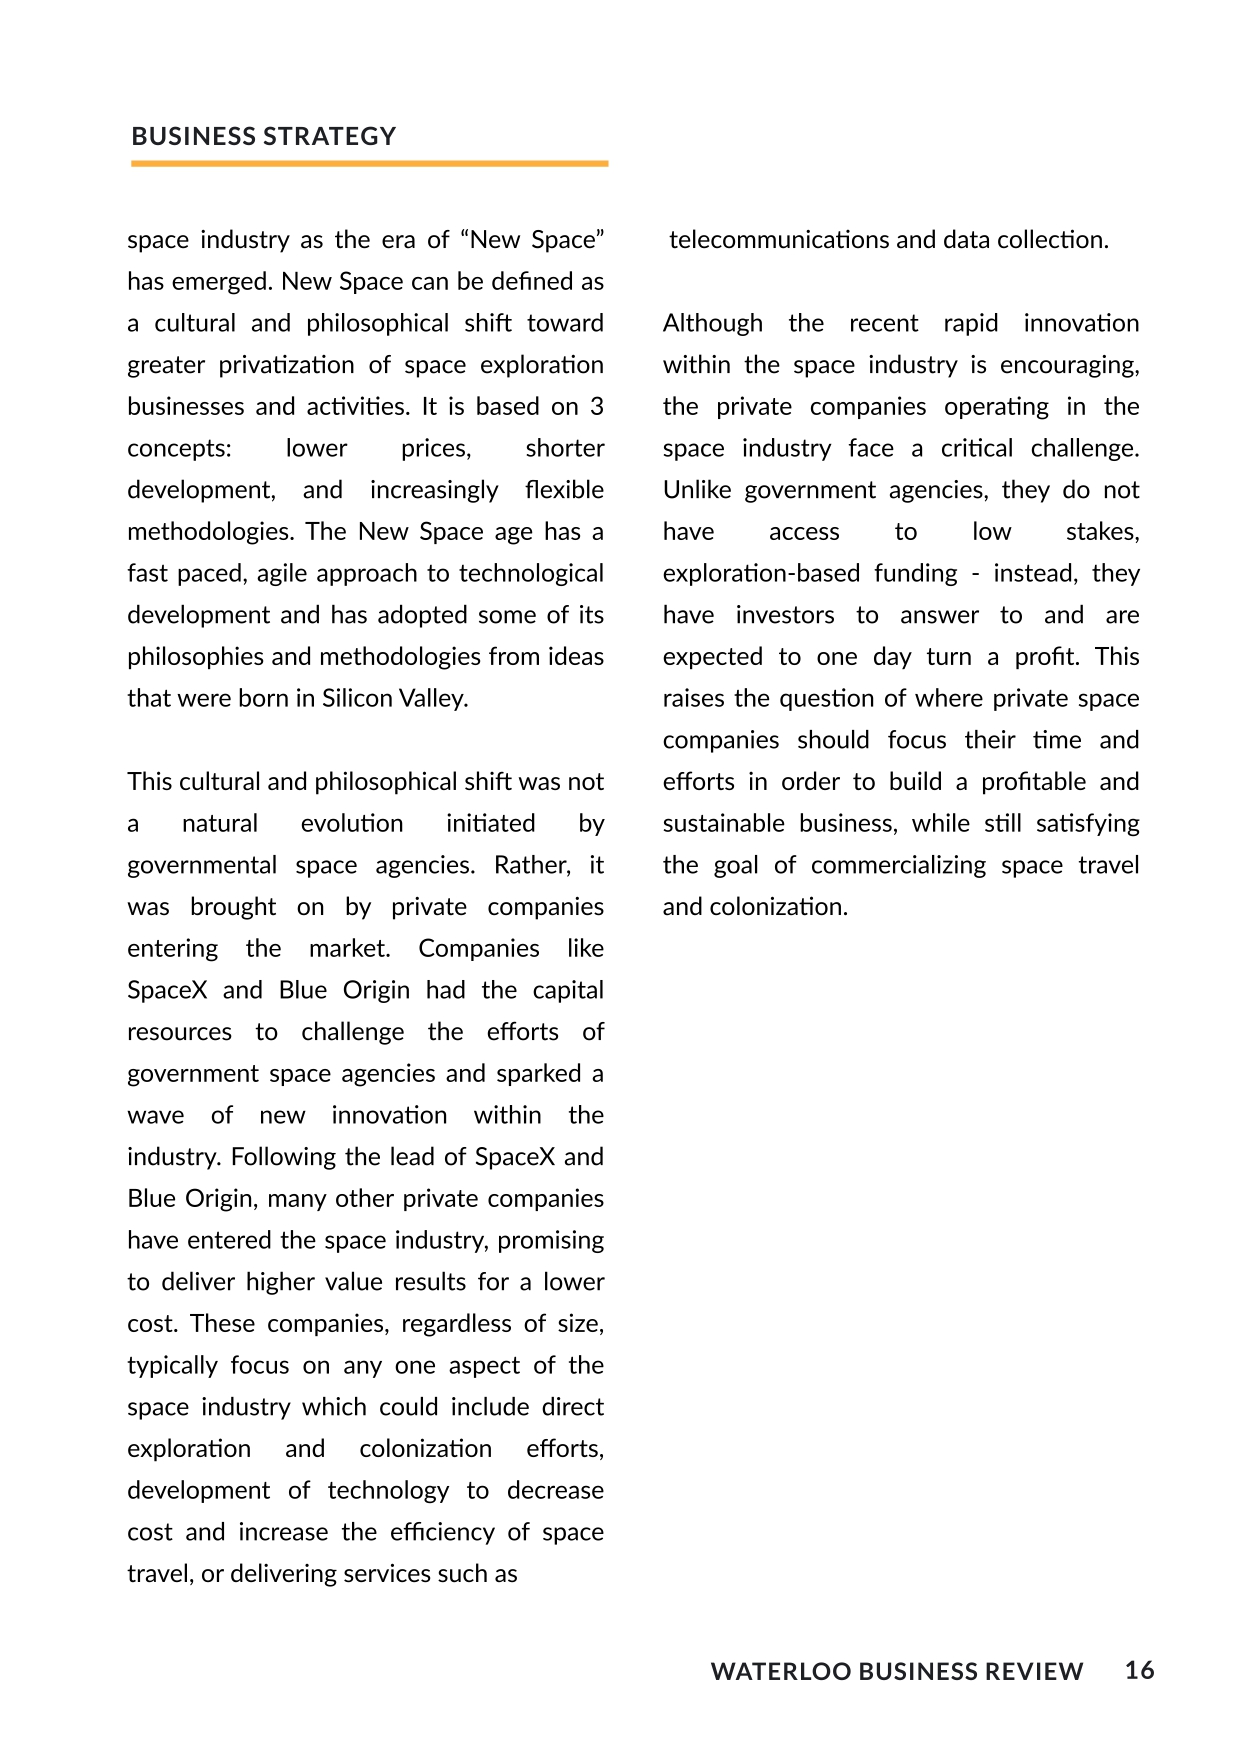 BUSINESS STRATEGY
space industry as the era of “New Space”
has emerged. New Space can be defined as
a cultural and philosophical shift toward
greater privatization of space exploration
businesses and activities. It is based on 3
concepts: lower prices, shorter
development, and increasingly flexible
methodologies. The New Space age has a
fast paced, agile approach to technological
development and has adopted some of its
philosophies and methodologies from ideas
that were born in Silicon Valley.
This cultural and philosophical shift was not
a natural evolution initiated by
governmental space agencies. Rather, it
was brought on by private companies
entering the market. Companies like
SpaceX and Blue Origin had the capital
resources to challenge the efforts of
government space agencies and sparked a
wave of new innovation within the
industry. Following the lead of SpaceX and
Blue Origin, many other private companies
have entered the space industry, promising
to deliver higher value results for a lower
cost. These companies, regardless of size,
typically focus on any one aspect of the
space industry which could include direct
exploration and colonization efforts,
development of technology to decrease
cost and increase the efficiency of space
travel, or delivering services such as
telecommunications and data collection.
Although the recent rapid innovation
within the space industry is encouraging,
the private companies operating in the
space industry face a critical challenge.
Unlike government agencies, they do not
have access to low stakes,
exploration-based funding - instead, they
have investors to answer to and are
expected to one day turn a profit. This
raises the question of where private space
companies should focus their time and
efforts in order to build a profitable and
sustainable business, while still satisfying
the goal of commercializing space travel
and colonization.
WATERLOO BUSINESS REVIEW 16